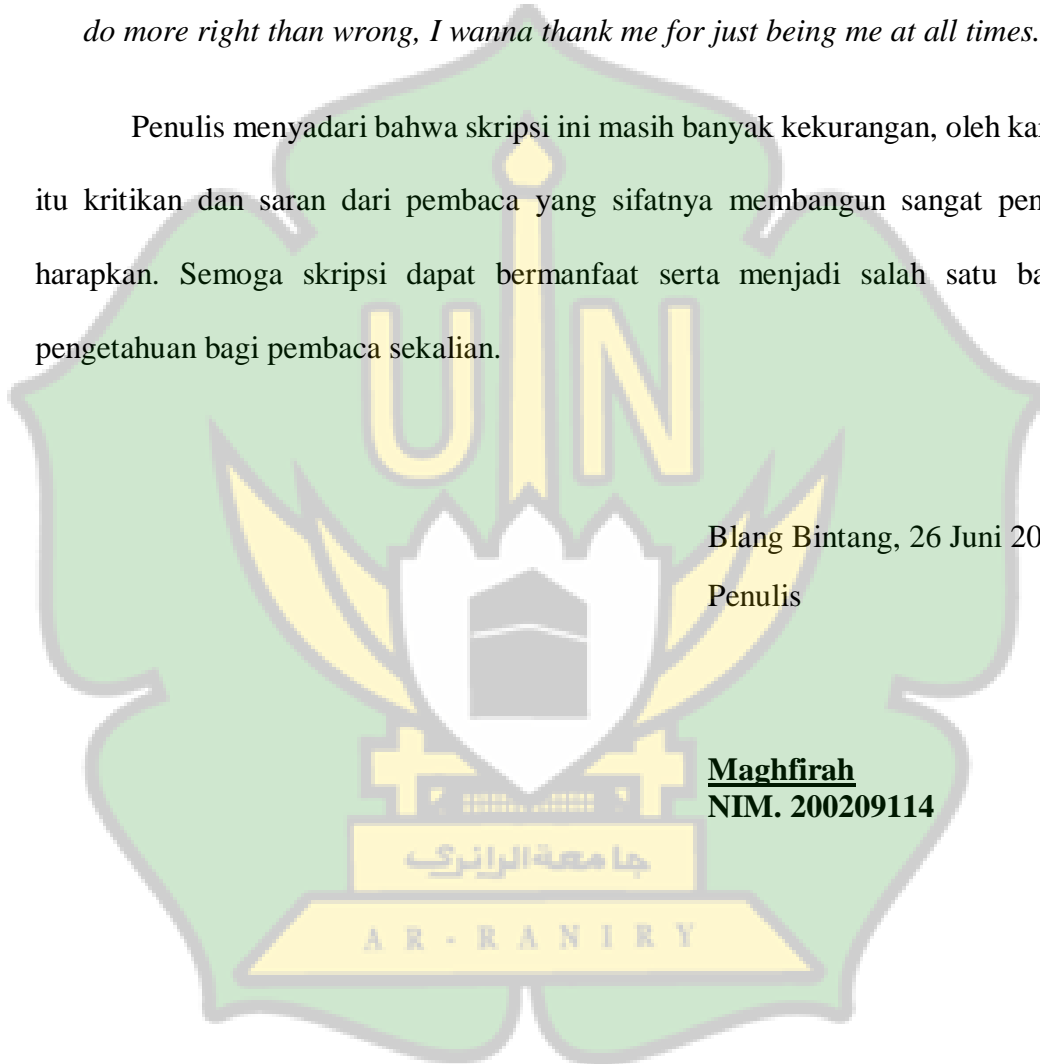 do more right than wrong, I wanna thank me for just being me at all times.
Penulis menyadari bahwa skripsi ini masih banyak kekurangan, oleh
itu kritikan dan saran dari pembaca yang sifatnya membangun sangat
harapkan. Semoga skripsi dapat bermanfaat serta menjadi salah satu
pengetahuan bagi pembaca sekalian.
UIN
Blang Bintang, 26 Juni 20
Penulis
Maghfirah
NIM. 200209114
جامعة الرانري
AR-RANIRY